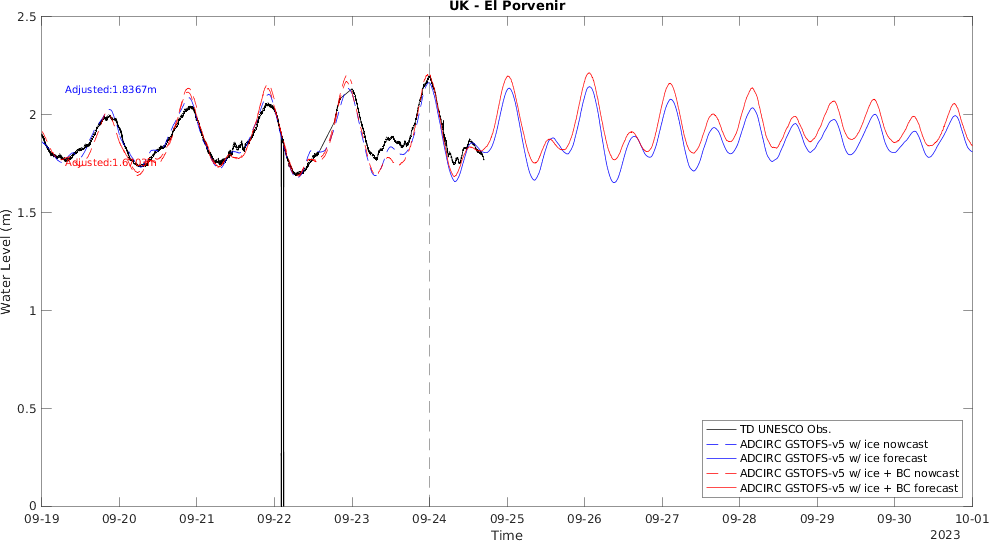 UK - El Porvenir
2.5
2
1.5
1
0.5
0
Water Level (m)
Adjusted:1.8367m
TD UNESCO Obs.
ADCIRC GSTOFS-v5 w/ ice nowcast
ADCIRC GSTOFS-v5 w/ ice forecast
ADCIRC GSTOFS-v5 w/ ice + BC nowcast
ADCIRC GSTOFS-v5 w/ ice + BC forecast
09-19 09-20 09-21 09-22 09-23 09-24 09-25 09-26 09-27 09-28 09-29 09-30 10-01
Time
2023